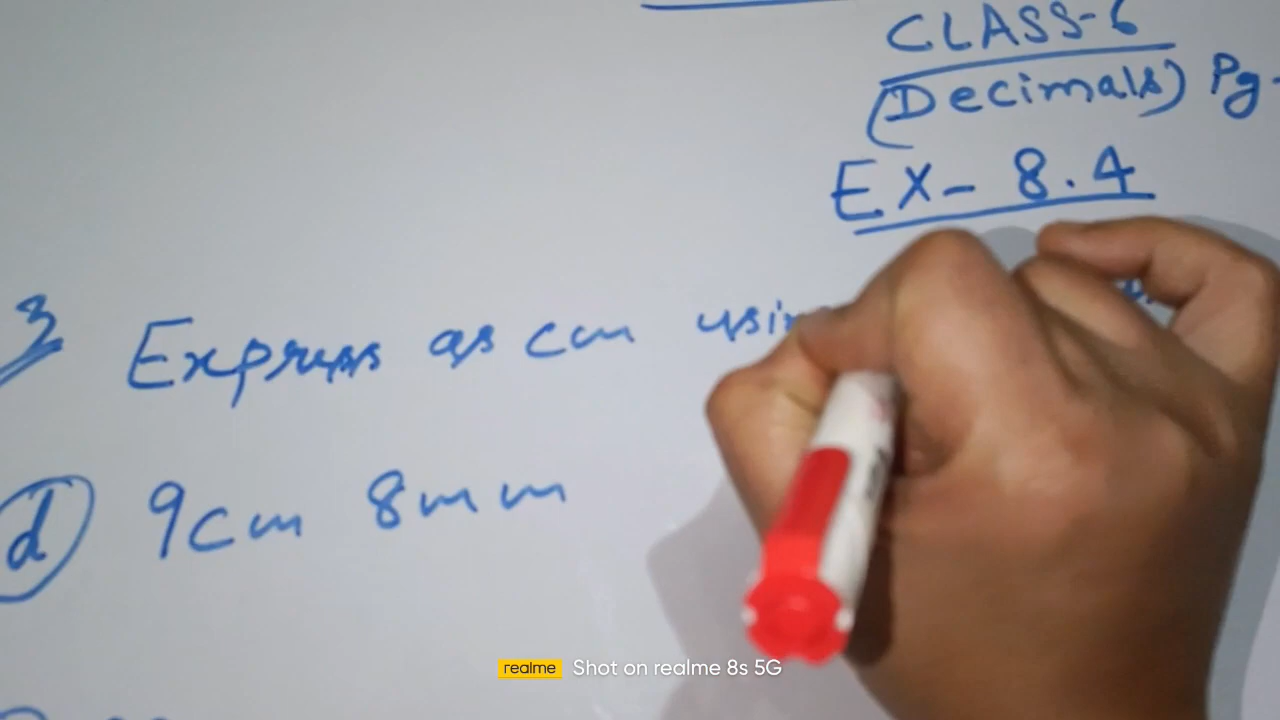 CLASS-6
(Decimals) Pg-
EX- 8.4
3 Express as cm
d 9cm 8mm
realme Shot on realme 8s 5G